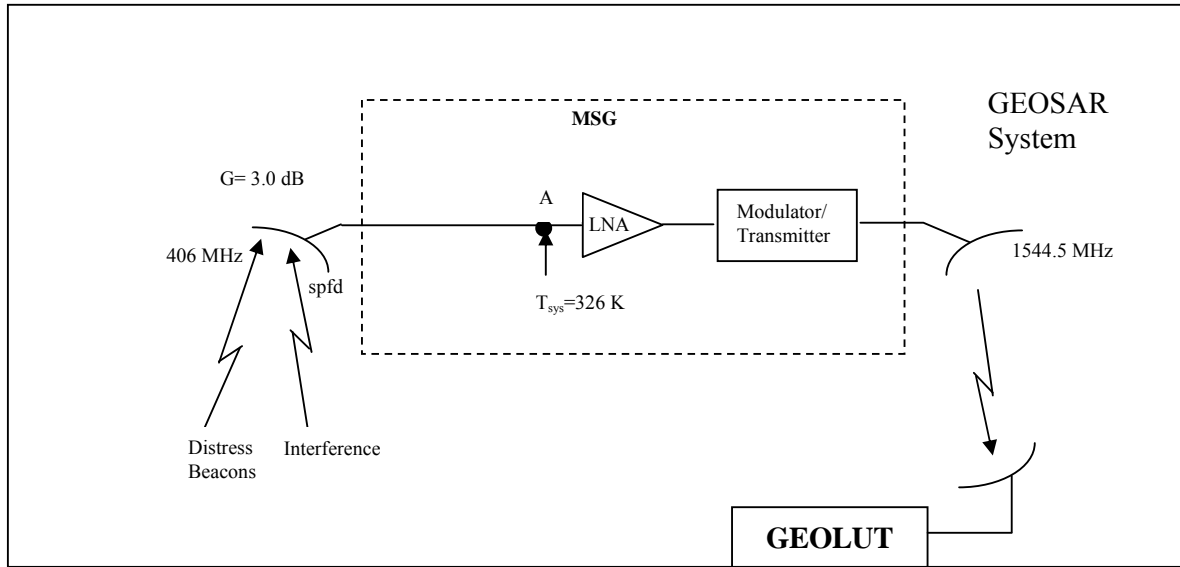 GEOSAR
System
MSG
G= 3.0 dB
A
LNA
Modulator/
Transmitter
406 MHz
1544.5 MHz
spfd
Tsys=326 K
Distress
Beacons
Interference
GEOLUT